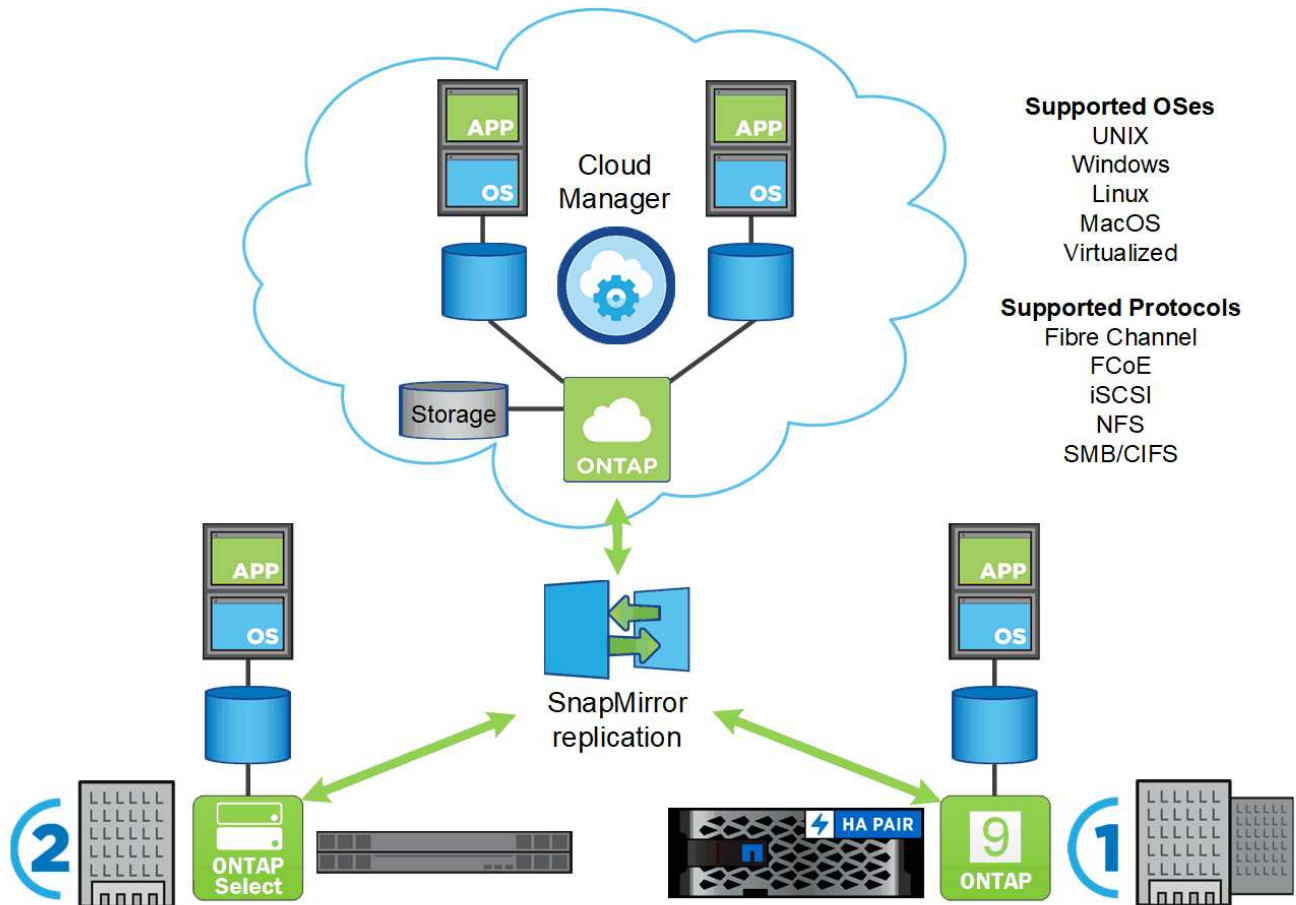 APP
OS
Cloud
Manager
APP
OS
Storage
ONTAP
Supported OSes
UNIX
Windows
Linux
MacOS
Virtualized
Supported Protocols
Fibre Channel
FCoE
iSCSI
NFS
SMB/CIFS
APP
OS
SnapMirror
replication
APP
OS
2
ONTAP
Select
HA PAIR
9
ONTAP
1